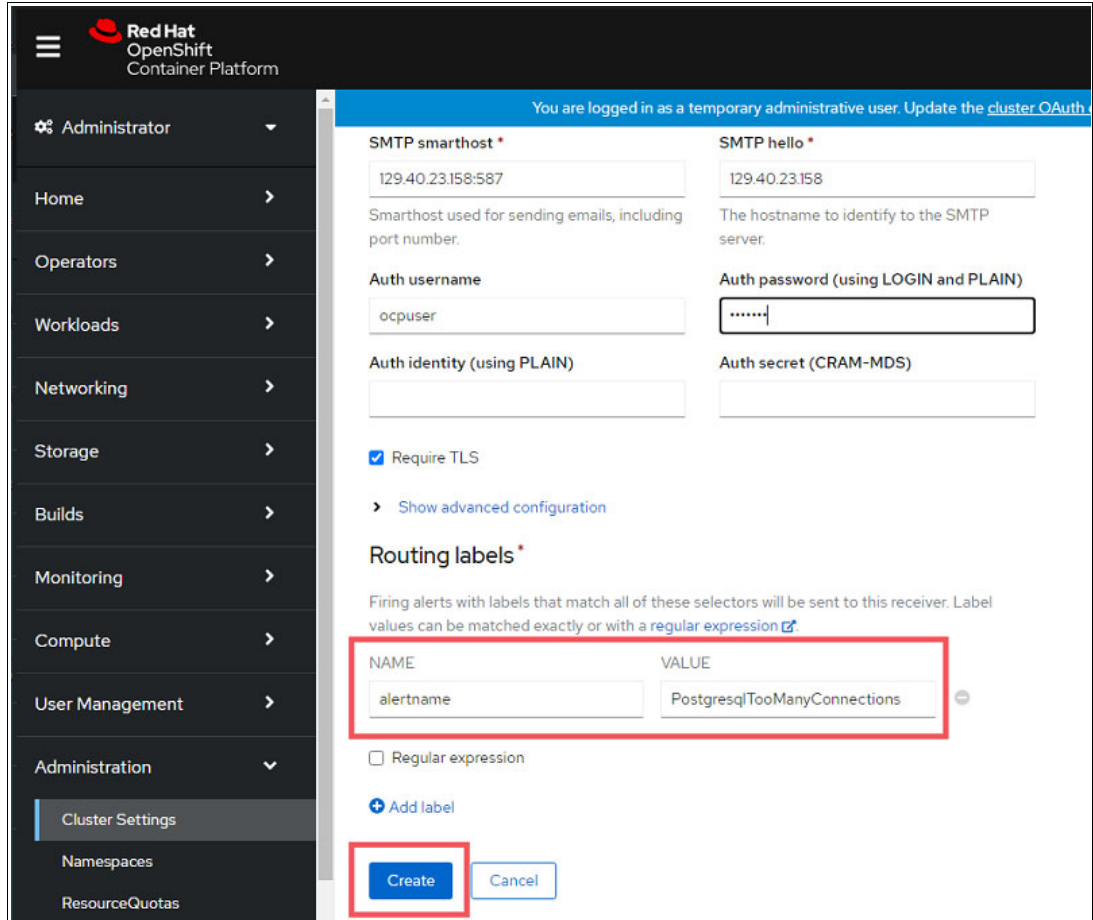 Red Hat
OpenShift
Container Platform
Administrator
Home
Operators
Workloads
Networking
Storage
Builds
Monitoring
Compute
User Management
Administration
Cluster Settings
Namespaces
ResourceQuotas
You are logged in as a temporary administrative user. Update the cluster OAuth
SMTP smarthost *
SMTP hello *
129.40.23.158:587
129.40.23.158
Smarthost used for sending emails, including
port number.
The hostname to identify to the SMTP
server.
Auth username
Auth password (using LOGIN and PLAIN)
ocpuser
•••••••
Auth identity (using PLAIN)
Auth secret (CRAM-MDS)
Require TLS
Show advanced configuration
Routing labels *
Firing alerts with labels that match all of these selectors will be sent to this receiver. Label
values can be matched exactly or with a regular expression.
NAME
VALUE
alertname
PostgresqlTooManyConnections
Regular expression
Add label
Create
Cancel